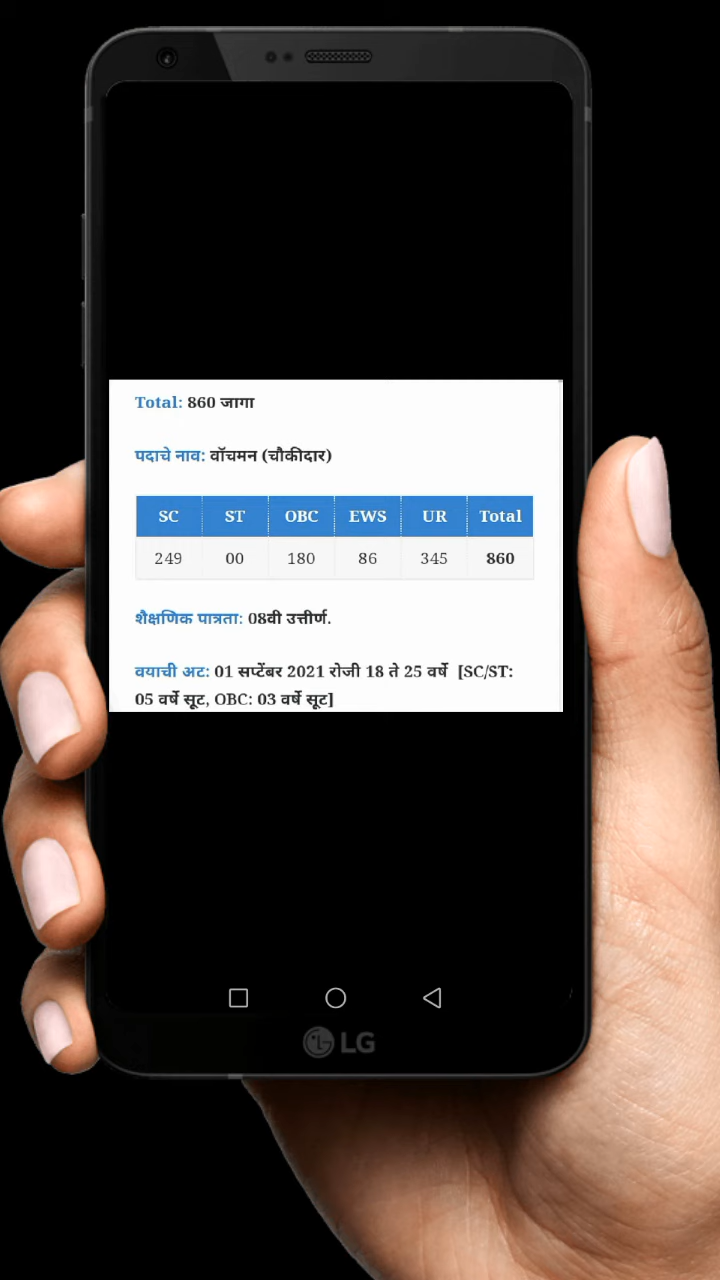 Total: 860 जागा
पदाचे नाव: वॉचमन (चौकीदार)
SC ST OBC EWS UR Total
249 00 180 86 345 860
शैक्षणिक पात्रता: 08वी उत्तीर्ण.
वयाची अट: 01 सप्टेंबर 2021 रोजी 18 ते 25 वर्षे [SC/ST:
05 वर्षे सूट, OBC: 03 वर्षे सूट]
LG